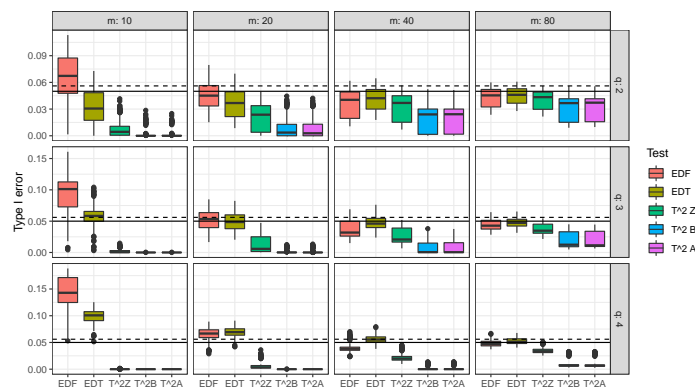 m: 10 m: 20 m: 40 m: 80
0.09
0.06
0.03
0.00
q: 2
0.15
0.10
0.05
0.00
q: 3
0.15
0.10
0.05
0.00
q: 4
Type I error
EDF EDT T^2Z T^2B T^2A EDF EDT T^2Z T^2B T^2A EDF EDT T^2Z T^2B T^2A EDF EDT T^2Z T^2B T^2A
Test
EDF
EDT
T^2 Z
T^2 B
T^2 A